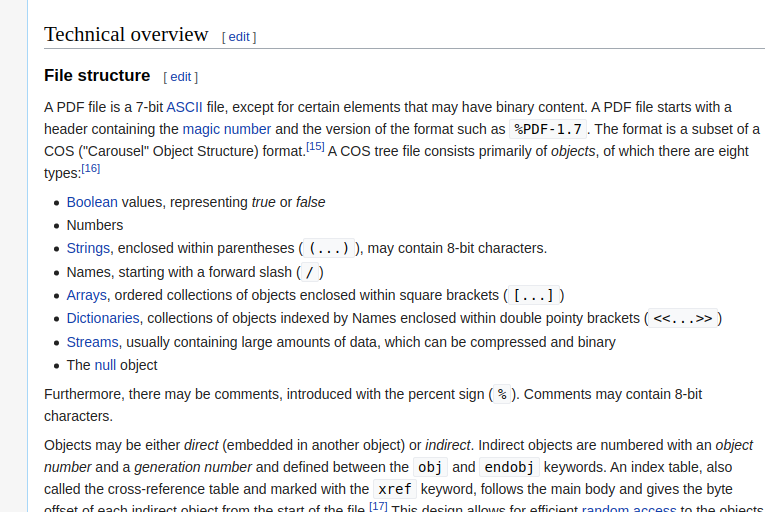 Technical overview [ edit ]
File structure [ edit ]
A PDF file is a 7-bit ASCII file, except for certain elements that may have binary content. A PDF file starts with a
header containing the magic number and the version of the format such as %PDF-1.7 . The format is a subset of a
COS ("Carousel" Object Structure) format.[15] A COS tree file consists primarily of objects, of which there are eight
types:[16]
• Boolean values, representing true or false
• Numbers
• Strings, enclosed within parentheses ( (...) ), may contain 8-bit characters.
• Names, starting with a forward slash ( / )
• Arrays, ordered collections of objects enclosed within square brackets ( [...] )
• Dictionaries, collections of objects indexed by Names enclosed within double pointy brackets ( <<...>> )
• Streams, usually containing large amounts of data, which can be compressed and binary
• The null object
Furthermore, there may be comments, introduced with the percent sign ( % ). Comments may contain 8-bit
characters.
Objects may be either direct (embedded in another object) or indirect. Indirect objects are numbered with an object
number and a generation number and defined between the obj and endobj keywords. An index table, also
called the cross-reference table and marked with the xref keyword, follows the main body and gives the byte
offset of each indirect object from the start of the file.[17] This design allows for efficient random access to the objects